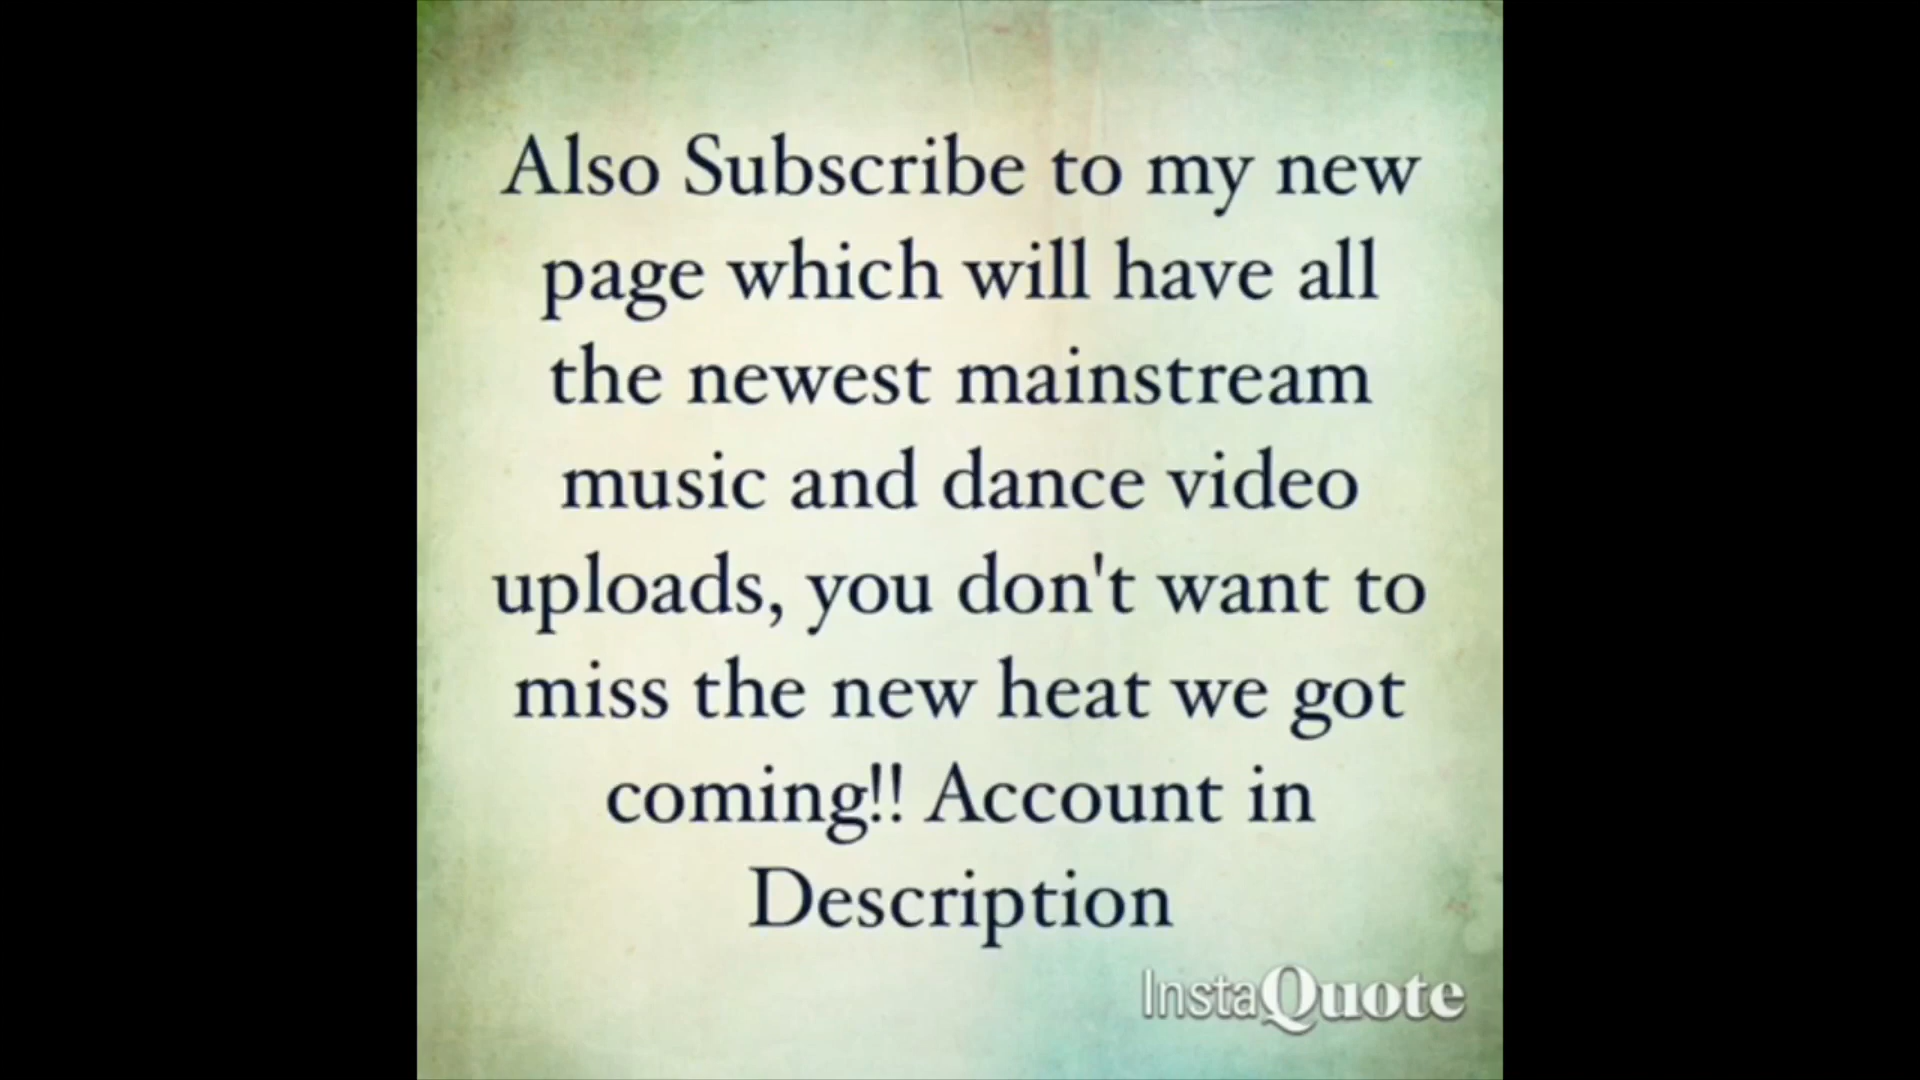 Also Subscribe to my new
page which will have all
the newest mainstream
music and dance video
uploads, you don't want to
miss the new heat we got
coming!! Account in
Description
InstaQuote